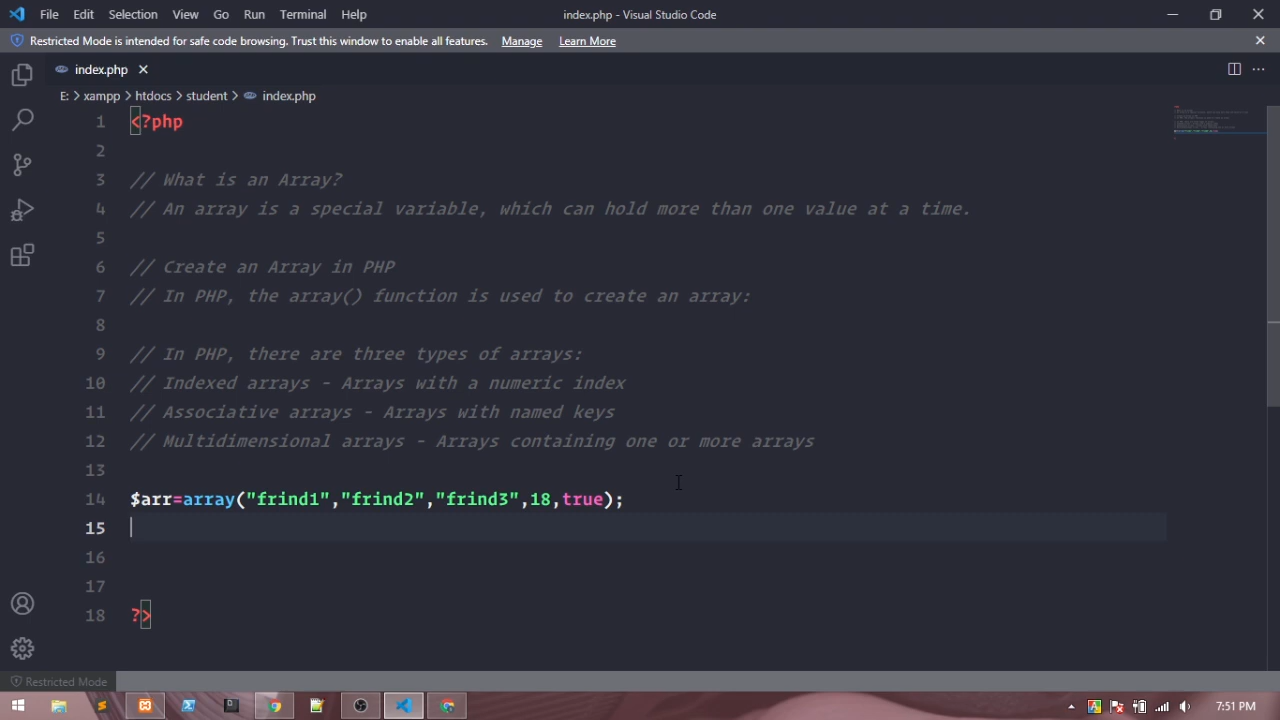 File Edit Selection View Go Run Terminal Help index.php - Visual Studio Code
Restricted Mode is intended for safe code browsing. Trust this window to enable all features. Manage Learn More
index.php
E: > xampp > htdocs > student > index.php
1 <?php
2
3 // What is an Array?
4 // An array is a special variable, which can hold more than one value at a time.
5
6 // Create an Array in PHP
7 // In PHP, the array() function is used to create an array:
8
9 // In PHP, there are three types of arrays:
10 // Indexed arrays - Arrays with a numeric index
11 // Associative arrays - Arrays with named keys
12 // Multidimensional arrays - Arrays containing one or more arrays
13
14 $arr=array("frind1","frind2","frind3",18,true);
15
16
17
18 ?>
Restricted Mode
7:51 PM